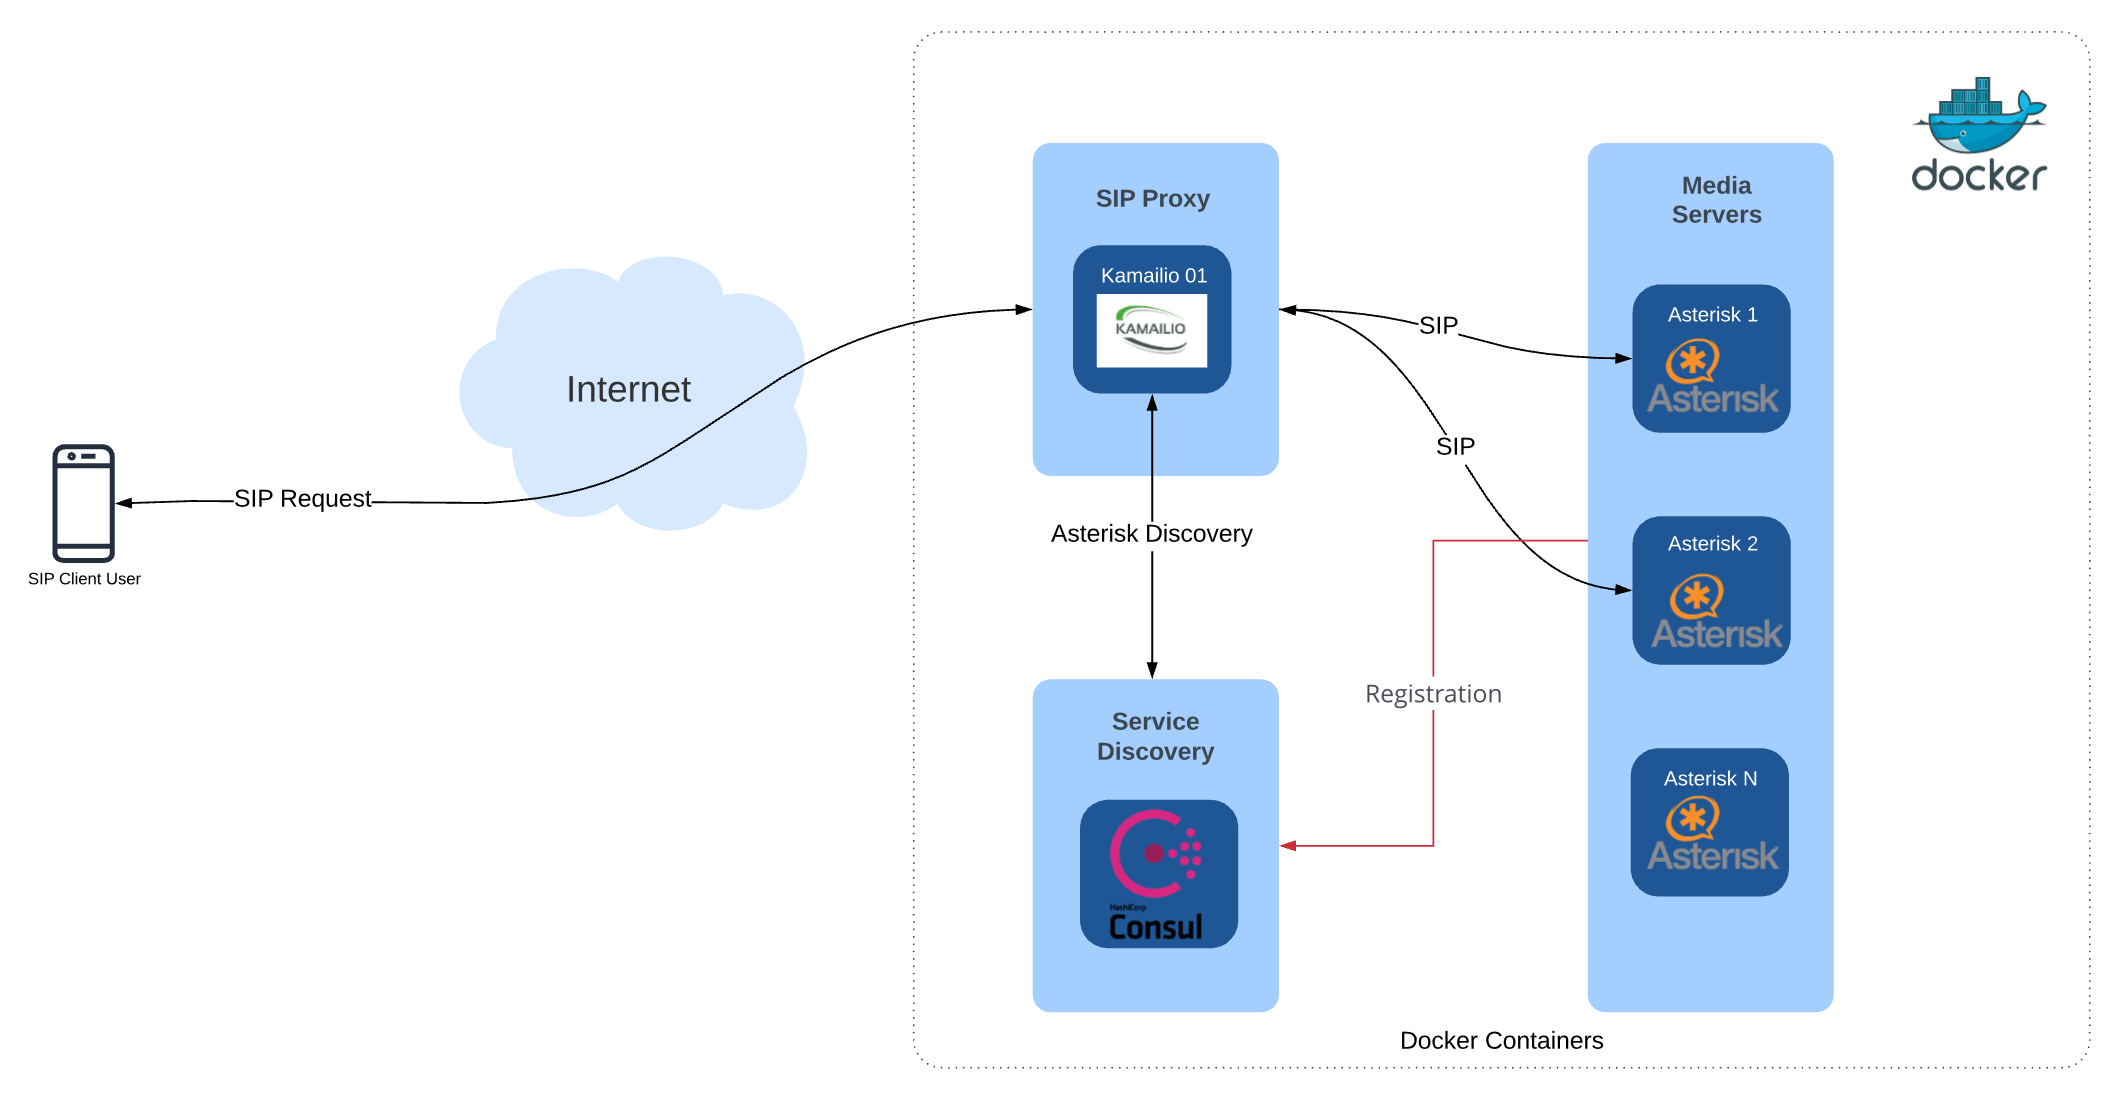 docker
SIP Proxy
Kamailio 01
KAMAILIO
Media
Servers
Asterisk 1
Asterisk
SIP
SIP
Internet
SIP Request
SIP Client User
Asterisk Discovery
Asterisk 2
Asterisk
Registration
Service
Discovery
HashiCorp
Consul
Asterisk N
Asterisk
Docker Containers